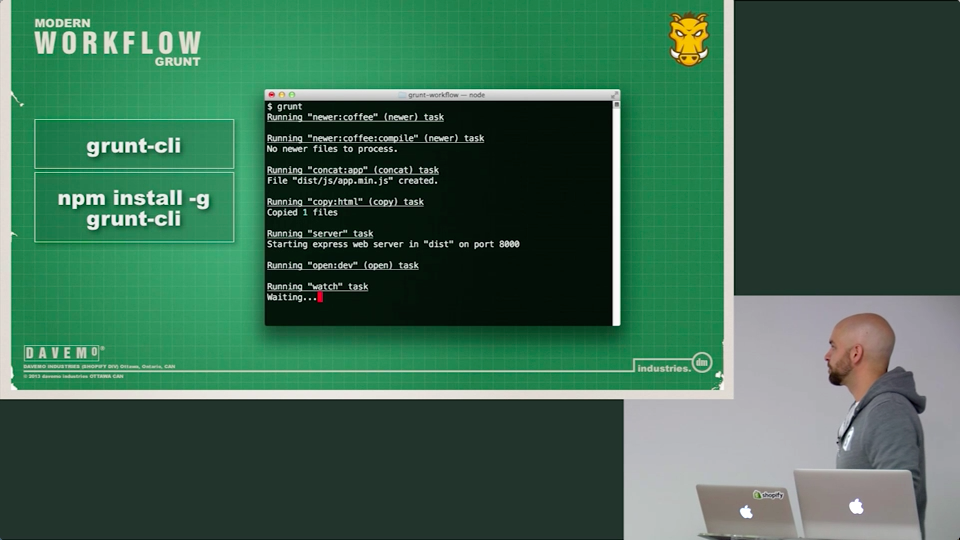 MODERN
WORKFLOW
GRUNT
grunt-cli
npm install -g
grunt-cli
grunt-workflow — node
$ grunt
Running "newer:coffee" (newer) task
Running "newer:coffee:compile" (newer) task
No newer files to process.
Running "concat:app" (concat) task
File "dist/js/app.min.js" created.
Running "copy:html" (copy) task
Copied 1 files
Running "server" task
Starting express web server in "dist" on port 8000
Running "open:dev" (open) task
Running "watch" task
Waiting...
DAVEMO®
DAVEMO INDUSTRIES (SHOPIFY DIV) Ottawa, Ontario, CAN
© 2013 davemo industries OTTAWA CAN
industries.
dm
shopify